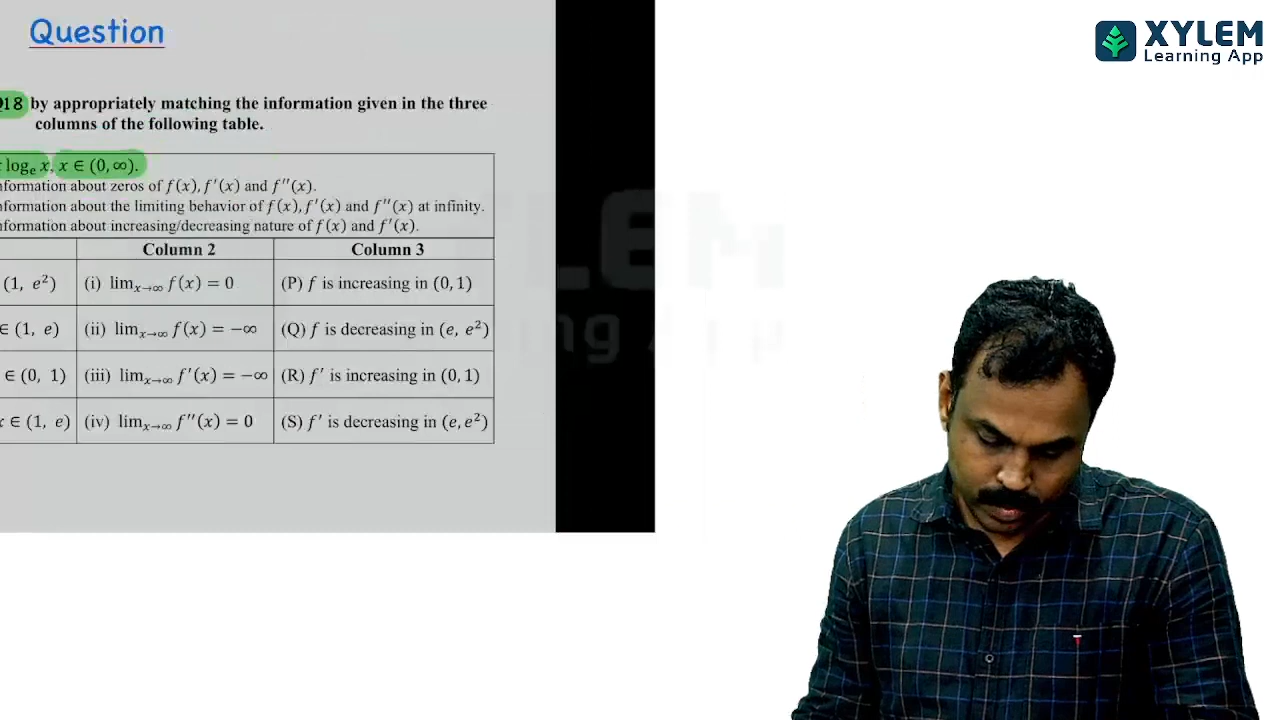 Question
XYLEM
Learning App
Q18 by appropriately matching the information given in the three
columns of the following table.
log_e x, x ∈ (0, ∞).
nformation about zeros of f(x), f′(x) and f″(x).
nformation about the limiting behavior of f(x), f′(x) and f″(x) at infinity.
nformation about increasing/decreasing nature of f(x) and f′(x).
Column 2 Column 3
(1, e²) (i) lim_{x→∞} f(x) = 0 (P) f is increasing in (0, 1)
∈ (1, e) (ii) lim_{x→∞} f(x) = −∞ (Q) f is decreasing in (e, e²)
∈ (0, 1) (iii) lim_{x→∞} f′(x) = −∞ (R) f′ is increasing in (0, 1)
x ∈ (1, e) (iv) lim_{x→∞} f″(x) = 0 (S) f′ is decreasing in (e, e²)